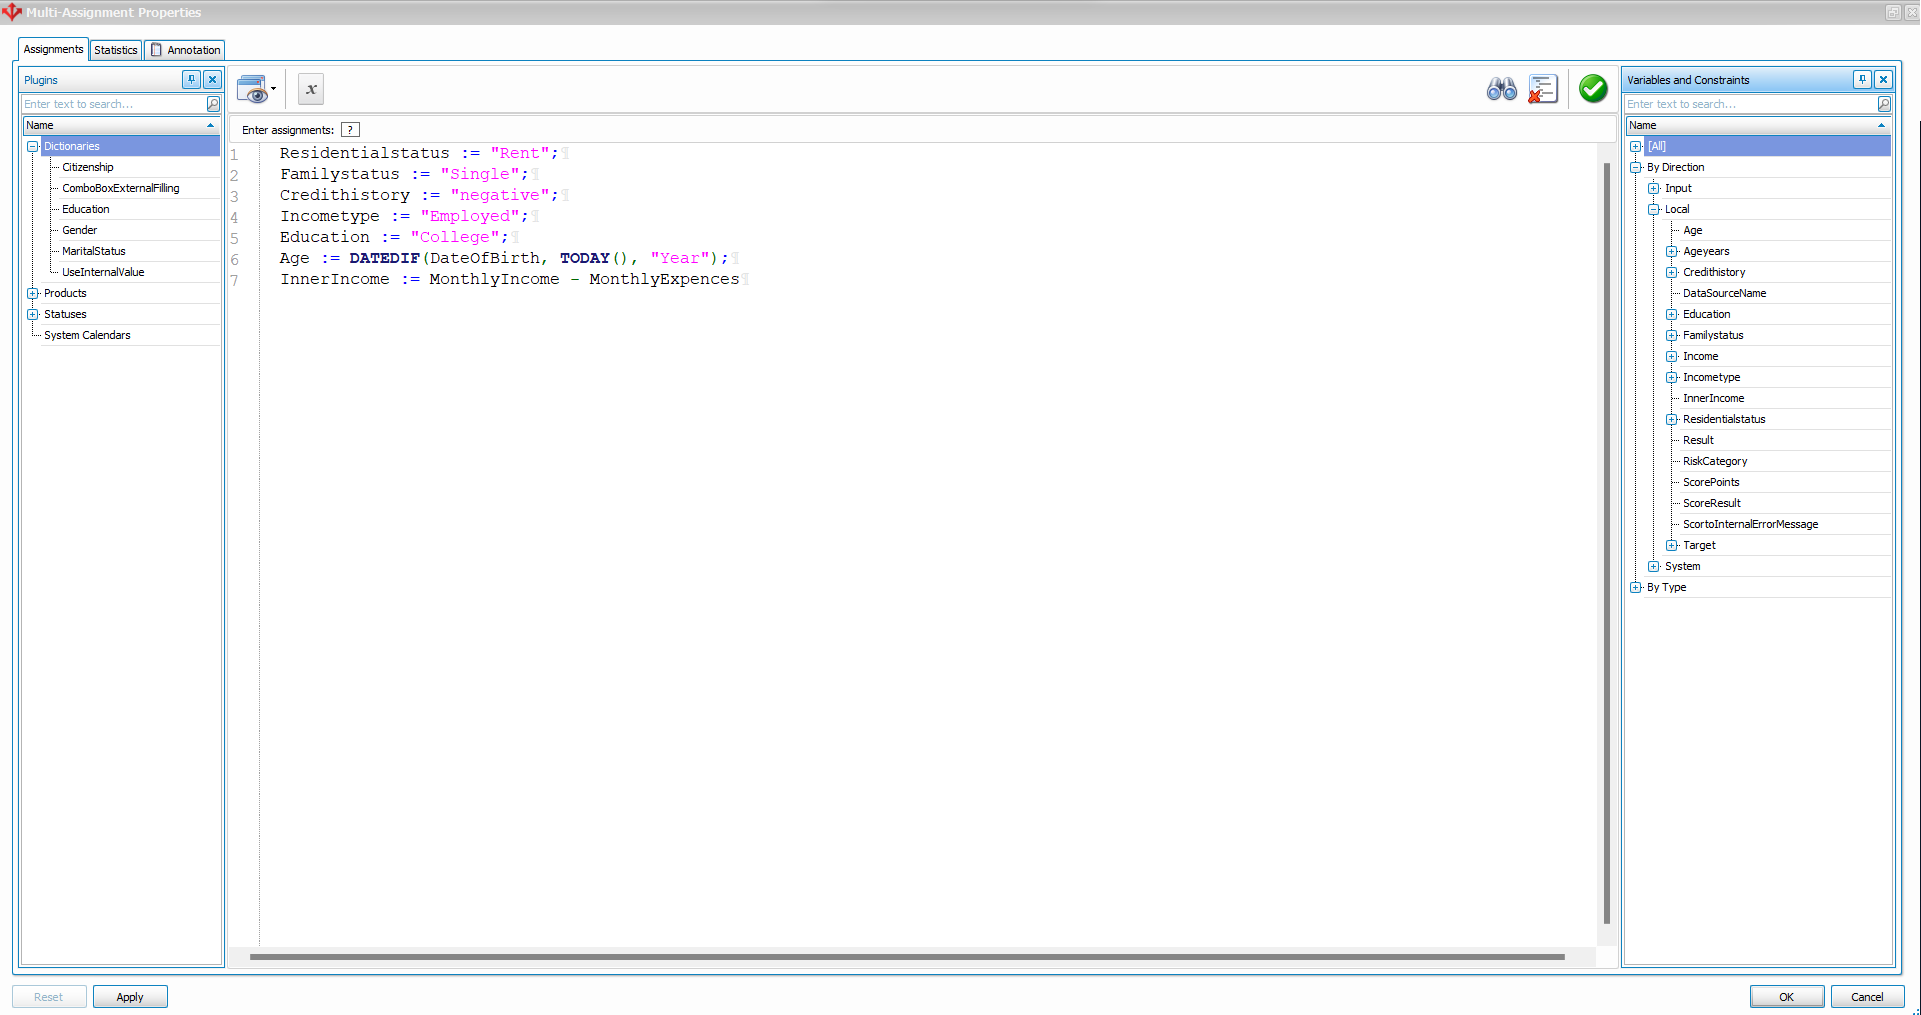 Multi-Assignment Properties
Assignments Statistics Annotation
Plugins
Enter text to search...
Name
Dictionaries
Citizenship
ComboBoxExternalFilling
Education
Gender
MaritalStatus
UseInternalValue
Products
Statuses
System Calendars
x
Enter assignments: ?
1 Residentialstatus := "Rent";¶
2 Familystatus := "Single";¶
3 Credithistory := "negative";¶
4 Incometype := "Employed";¶
5 Education := "College";¶
6 Age := DATEDIF(DateOfBirth, TODAY(), "Year");¶
7 InnerIncome := MonthlyIncome - MonthlyExpences¶
Variables and Constraints
Enter text to search...
Name
[All]
By Direction
Input
Local
Age
Ageyears
Credithistory
DataSourceName
Education
Familystatus
Income
Incometype
InnerIncome
Residentialstatus
Result
RiskCategory
ScorePoints
ScoreResult
ScortoInternalErrorMessage
Target
System
By Type
Reset Apply OK Cancel